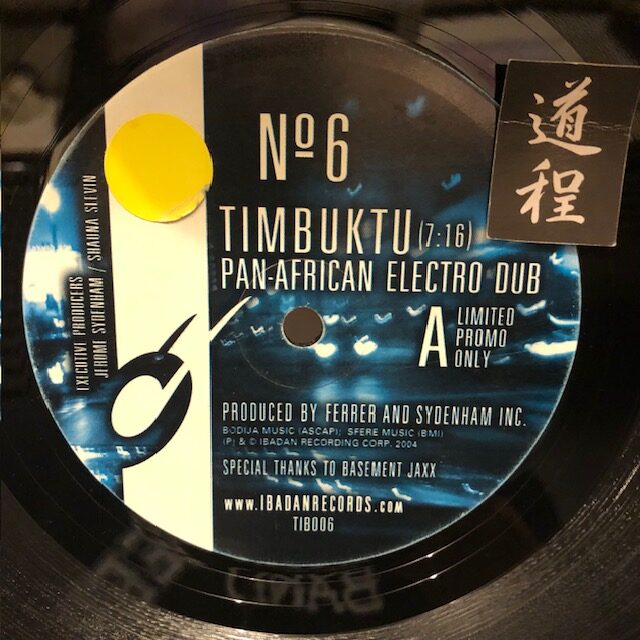 Nº6
道程
TIMBUKTU (7:16)
PAN-AFRICAN ELECTRO DUB
A LIMITED
PROMO
ONLY
EXECUTIVE PRODUCERS
JEROME SYDENHAM / SHAUNA SLEVIN
PRODUCED BY FERRER AND SYDENHAM INC.
BODIJA MUSIC (ASCAP); SFERE MUSIC (BMI)
(P) & © IBADAN RECORDING CORP. 2004
SPECIAL THANKS TO BASEMENT JAXX
WWW.IBADANRECORDS.COM
TIB006